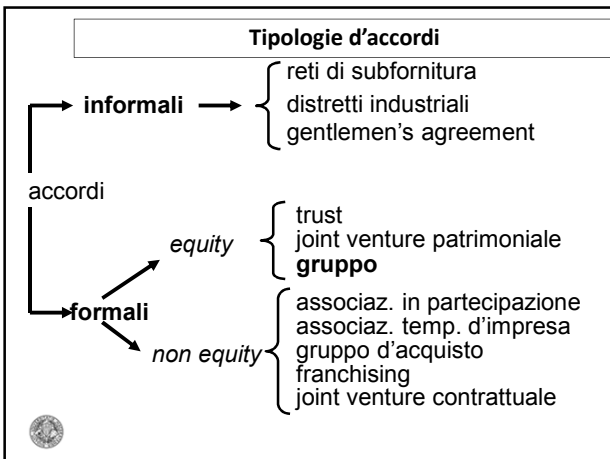 Tipologie d'accordi
reti di subfornitura
informali
distretti industriali
gentlemen's agreement
accordi
trust
equity
joint venture patrimoniale
gruppo
formali
associaz. in partecipazione
associaz. temp. d'impresa
non equity
gruppo d'acquisto
franchising
joint venture contrattuale